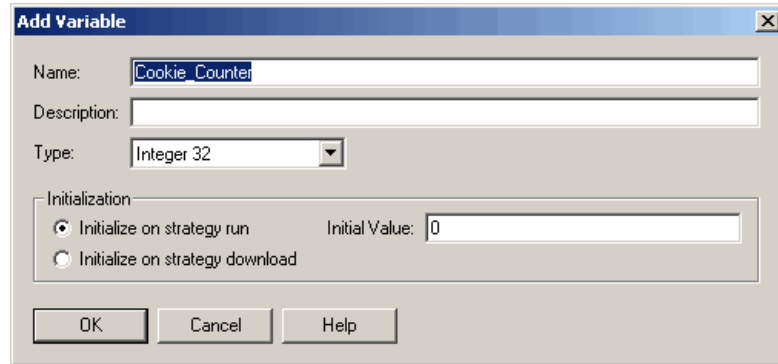 Add Variable
Name: Cookie_Counter
Description:
Type: Integer 32
Initialization
Initialize on strategy run Initial Value: 0
Initialize on strategy download
OK Cancel Help